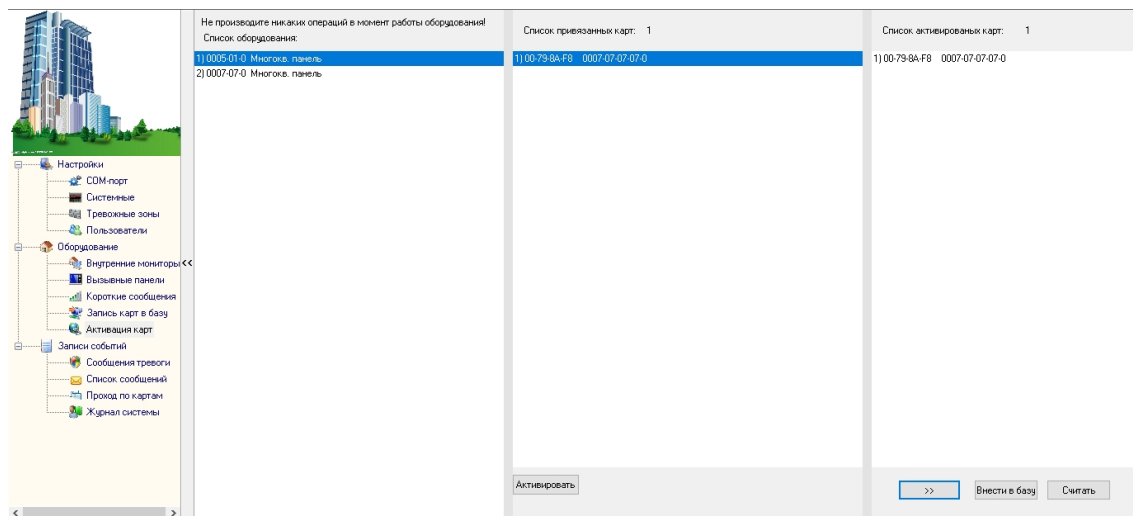 Не производите никаких операций в момент работы оборудования!
Список оборудования:
1) 0005-01-0 Многокв. панель
2) 0007-07-0 Многокв. панель
Список привязанных карт: 1
1) 00-79-8A-F8 0007-07-07-07-0
Активировать
Список активированых карт: 1
1) 00-79-8A-F8 0007-07-07-07-0
>> Внести в базу Считать
Настройки
COM-порт
Системные
Тревожные зоны
Пользователи
Оборудование
Внутренние мониторы <<
Вызывные панели
Короткие сообщения
Запись карт в базу
Активация карт
Записи событий
Сообщения тревоги
Список сообщений
Проход по картам
Журнал системы